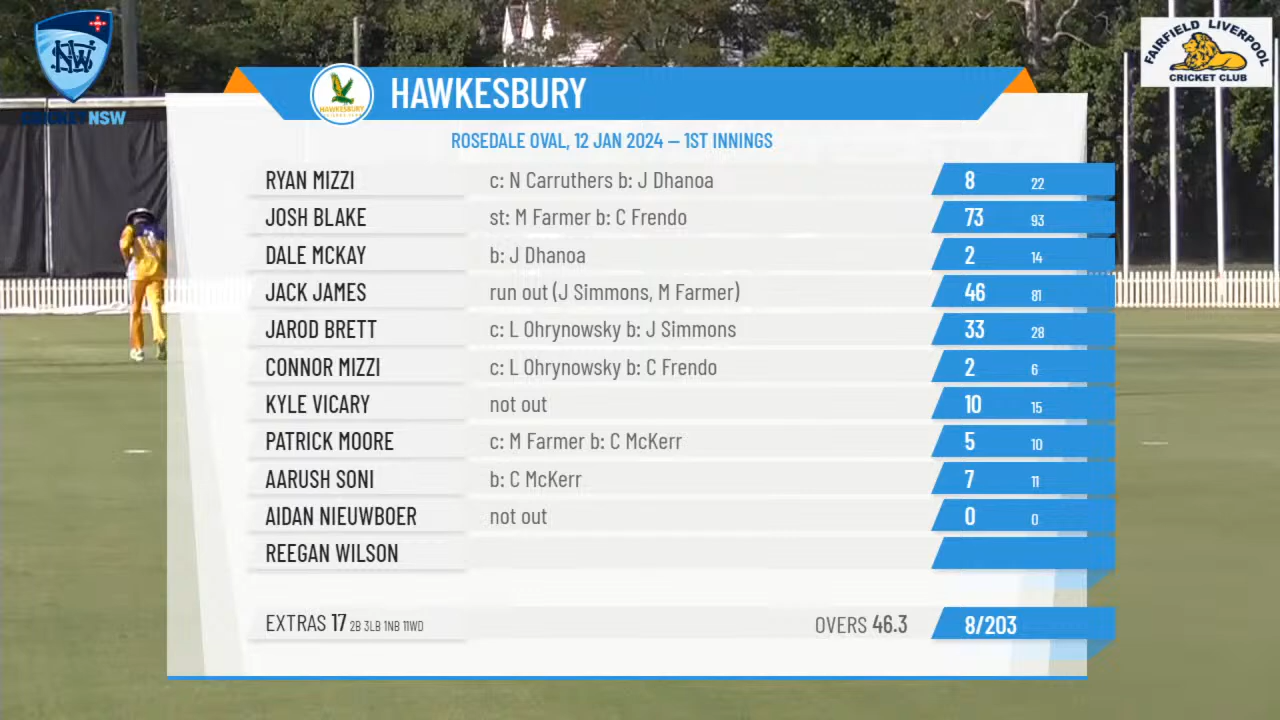 CRICKET NSW
FAIRFIELD LIVERPOOL
CRICKET CLUB
HAWKESBURY
HAWKESBURY
ROSEDALE OVAL, 12 JAN 2024 – 1ST INNINGS
RYAN MIZZI c: N Carruthers b: J Dhanoa 8 22
JOSH BLAKE st: M Farmer b: C Frendo 73 93
DALE MCKAY b: J Dhanoa 2 14
JACK JAMES run out (J Simmons, M Farmer) 46 81
JAROD BRETT c: L Ohrynowsky b: J Simmons 33 28
CONNOR MIZZI c: L Ohrynowsky b: C Frendo 2 6
KYLE VICARY not out 10 15
PATRICK MOORE c: M Farmer b: C McKerr 5 10
AARUSH SONI b: C McKerr 7 11
AIDAN NIEUWBOER not out 0 0
REEGAN WILSON
EXTRAS 17 2B 3LB 1NB 11WD OVERS 46.3 8/203